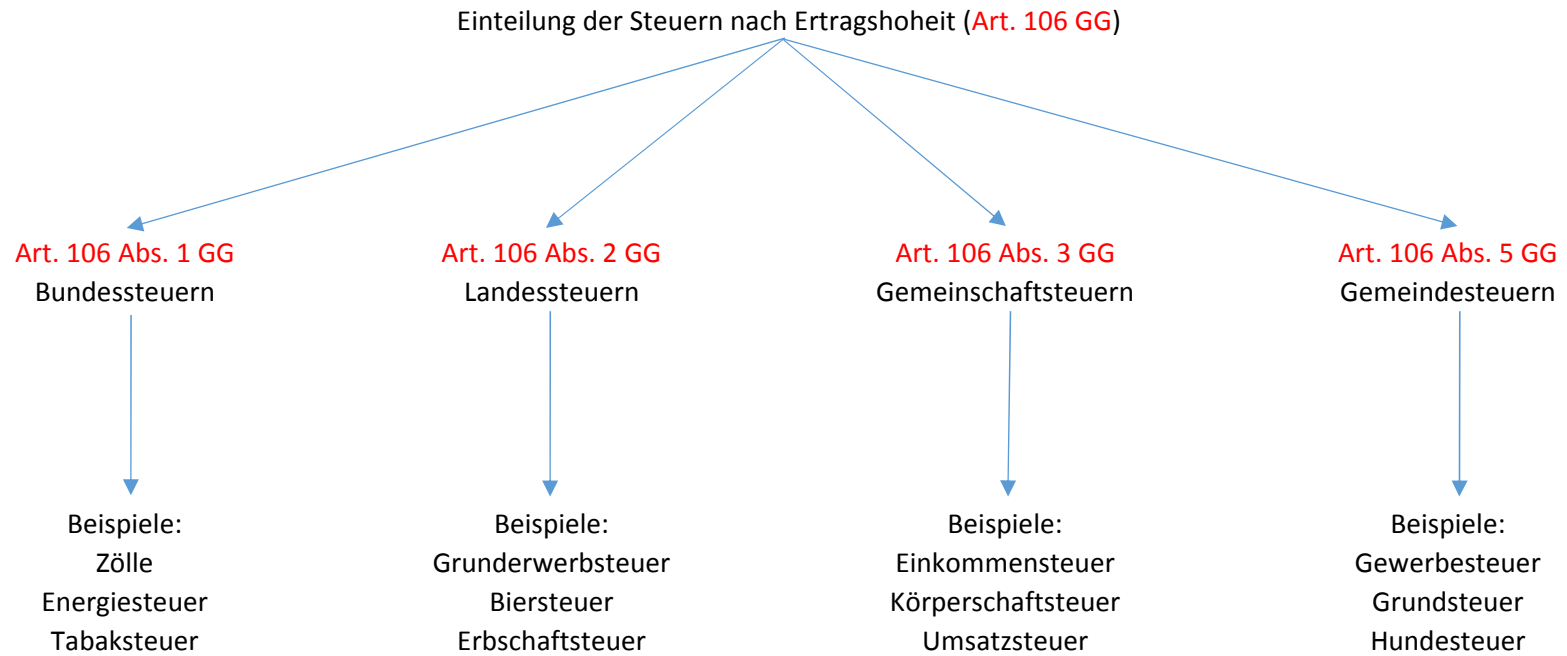 Einteilung der Steuern nach Ertragshoheit (Art. 106 GG)
Art. 106 Abs. 1 GG
Bundessteuern
Art. 106 Abs. 2 GG
Landessteuern
Art. 106 Abs. 3 GG
Gemeinschaftsteuern
Art. 106 Abs. 5 GG
Gemeindesteuern
Beispiele:
Zölle
Energiesteuer
Tabaksteuer
Beispiele:
Grunderwerbsteuer
Biersteuer
Erbschaftsteuer
Beispiele:
Einkommensteuer
Körperschaftsteuer
Umsatzsteuer
Beispiele:
Gewerbesteuer
Grundsteuer
Hundesteuer